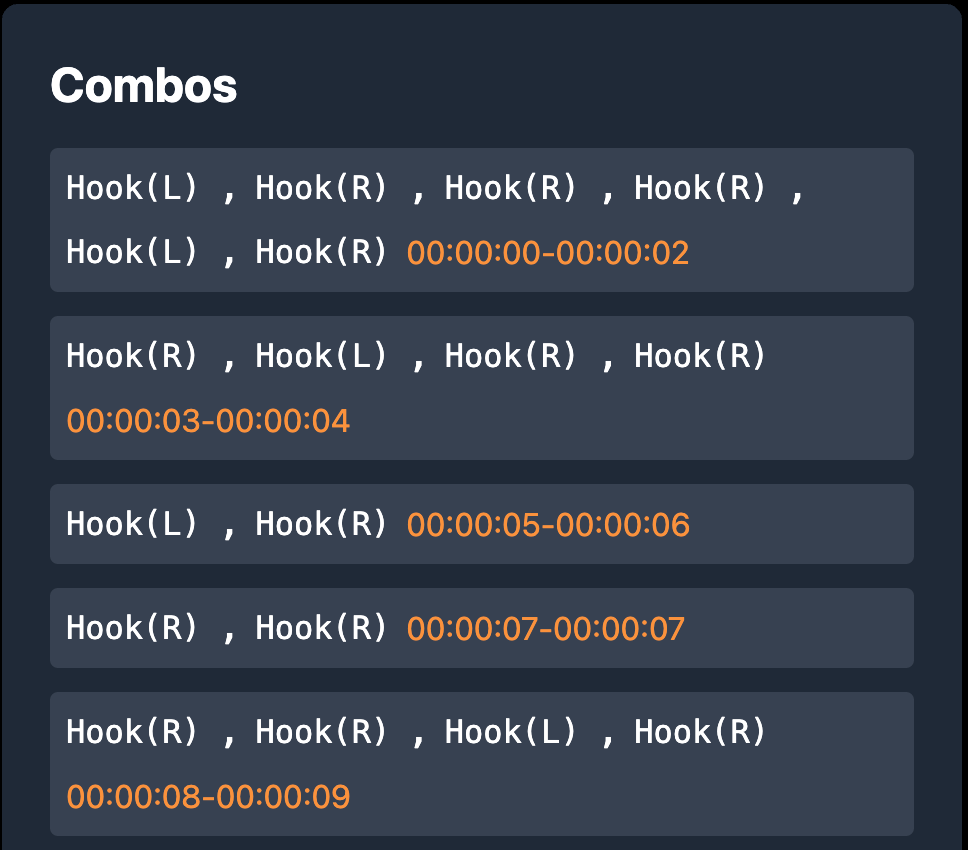 Combos
Hook(L) , Hook(R) , Hook(R) , Hook(R) ,
Hook(L) , Hook(R) 00:00:00-00:00:02
Hook(R) , Hook(L) , Hook(R) , Hook(R)
00:00:03-00:00:04
Hook(L) , Hook(R) 00:00:05-00:00:06
Hook(R) , Hook(R) 00:00:07-00:00:07
Hook(R) , Hook(R) , Hook(L) , Hook(R)
00:00:08-00:00:09